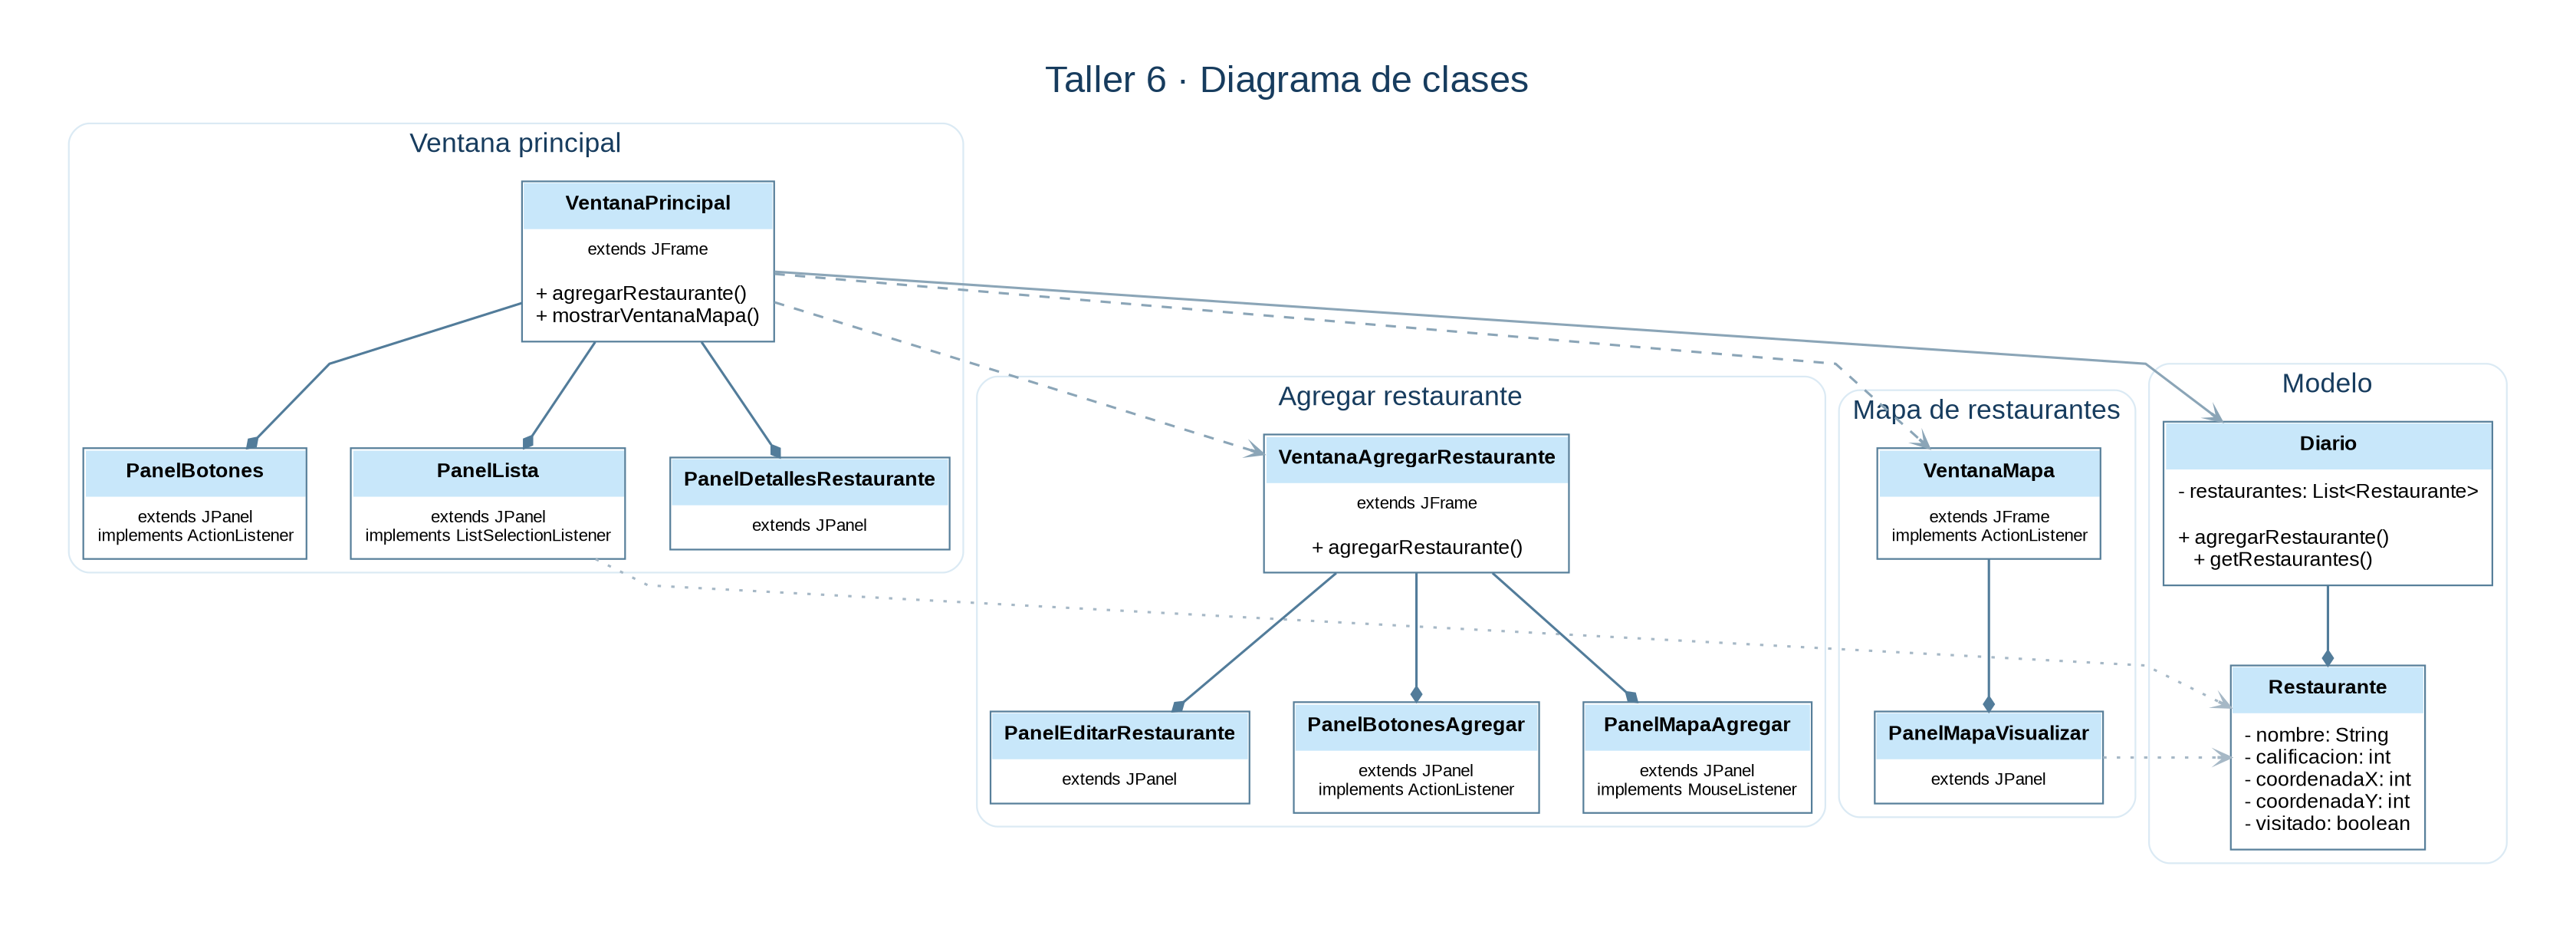 Taller 6 · Diagrama de clases
Ventana principal
VentanaPrincipal
extends JFrame
+ agregarRestaurante()
+ mostrarVentanaMapa()
PanelBotones
extends JPanel
implements ActionListener
PanelLista
extends JPanel
implements ListSelectionListener
PanelDetallesRestaurante
extends JPanel
Agregar restaurante
VentanaAgregarRestaurante
extends JFrame
+ agregarRestaurante()
PanelEditarRestaurante
extends JPanel
PanelBotonesAgregar
extends JPanel
implements ActionListener
PanelMapaAgregar
extends JPanel
implements MouseListener
Mapa de restaurantes
VentanaMapa
extends JFrame
implements ActionListener
PanelMapaVisualizar
extends JPanel
Modelo
Diario
- restaurantes: List<Restaurante>
+ agregarRestaurante()
+ getRestaurantes()
Restaurante
- nombre: String
- calificacion: int
- coordenadaX: int
- coordenadaY: int
- visitado: boolean